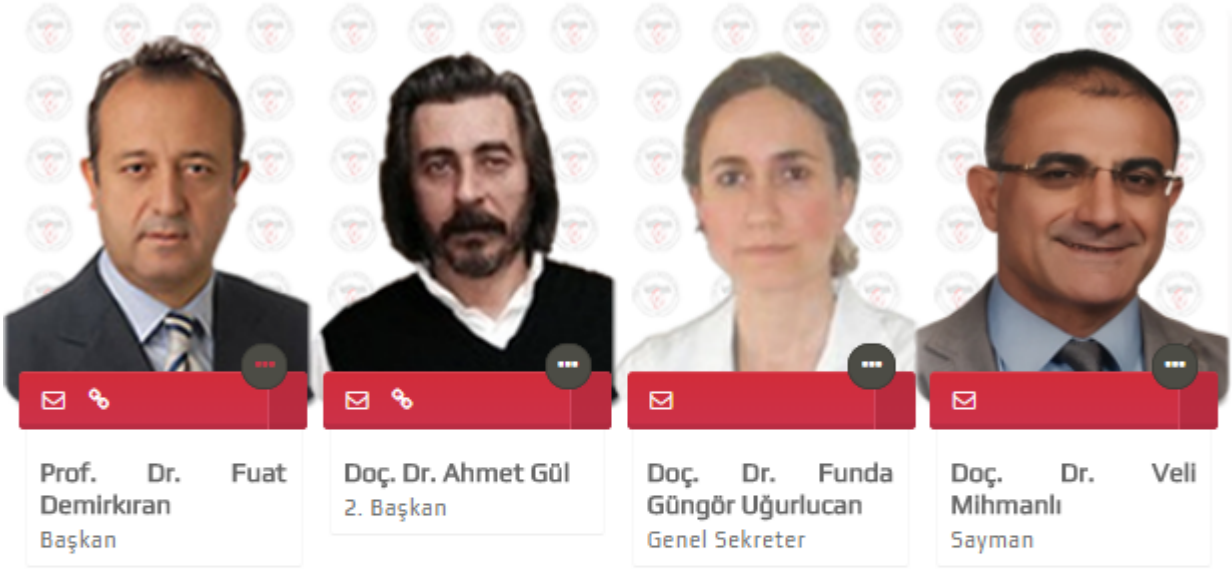 Prof. Dr. Fuat
Demirkıran
Başkan
Doç. Dr. Ahmet Gül
2. Başkan
Doç. Dr. Funda
Güngör Uğurlucan
Genel Sekreter
Doç. Dr. Veli
Mihmanlı
Sayman